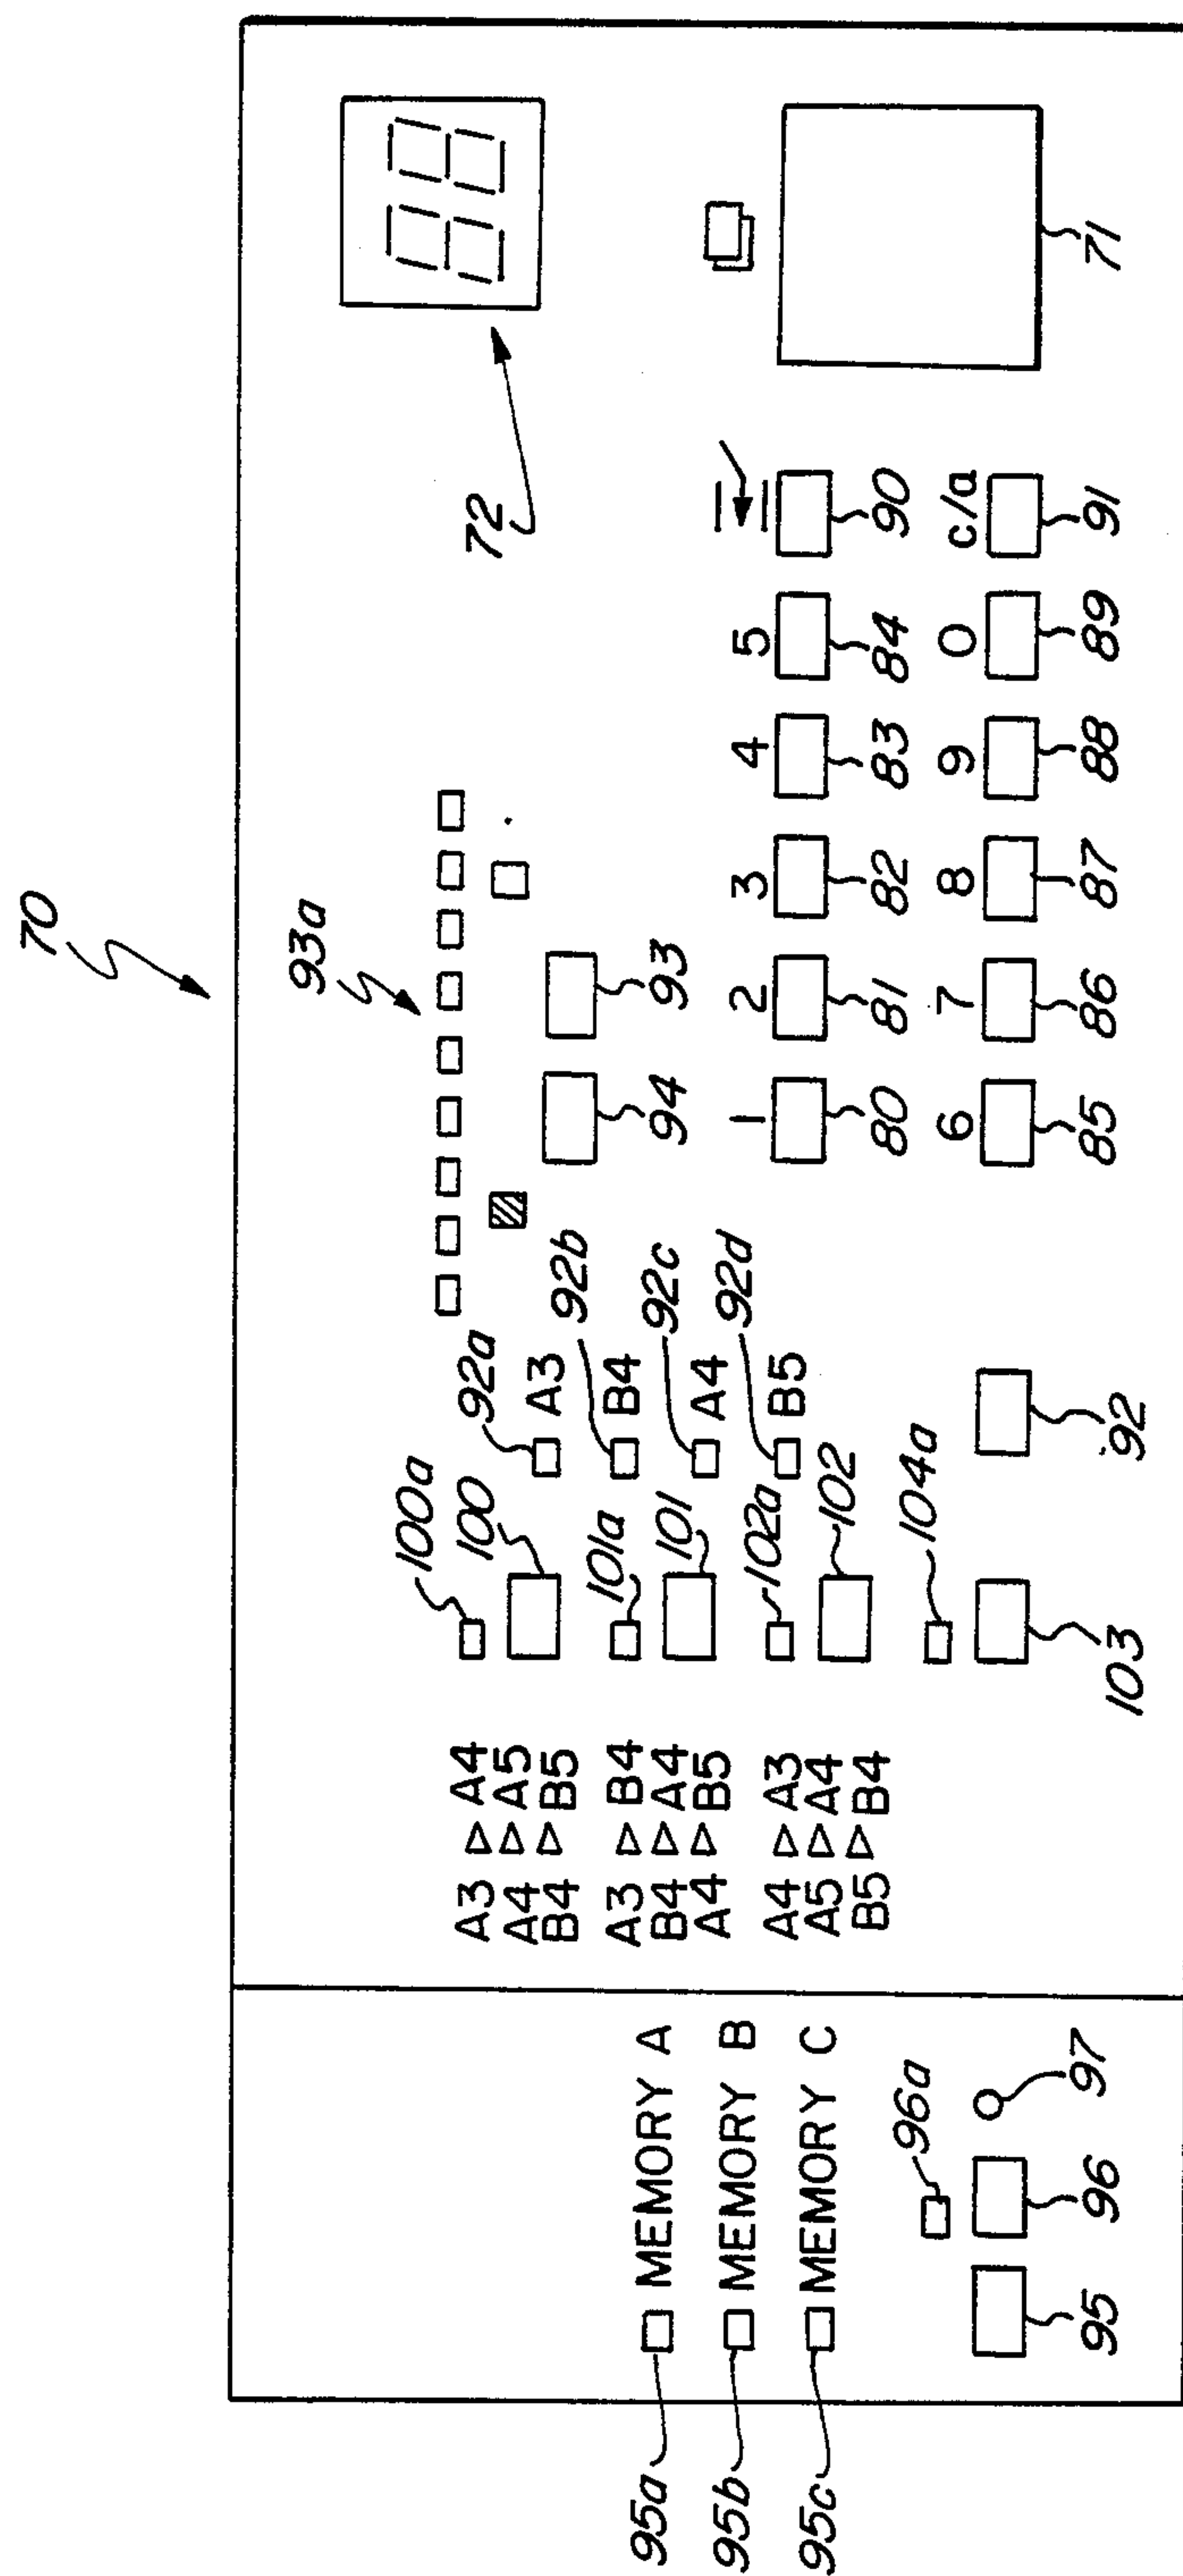 70
93a
72
100a
100
92a
A3 ▷ A4
A4 ▷ A5
B4 ▷ B5
A3
94
93
101a
92b
B4
A3 ▷ B4
B4 ▷ A4
A4 ▷ B5
101
92c
A4
95a
MEMORY A
95b
MEMORY B
95c
MEMORY C
102a
92d
B5
A4 ▷ A3
A5 ▷ A4
B5 ▷ B4
102
1 2 3 4 5
80 81 82 83 84 90
96a
104a
6 7 8 9 0 c/a
95 96 97
103
92
85 86 87 88 89 91
71